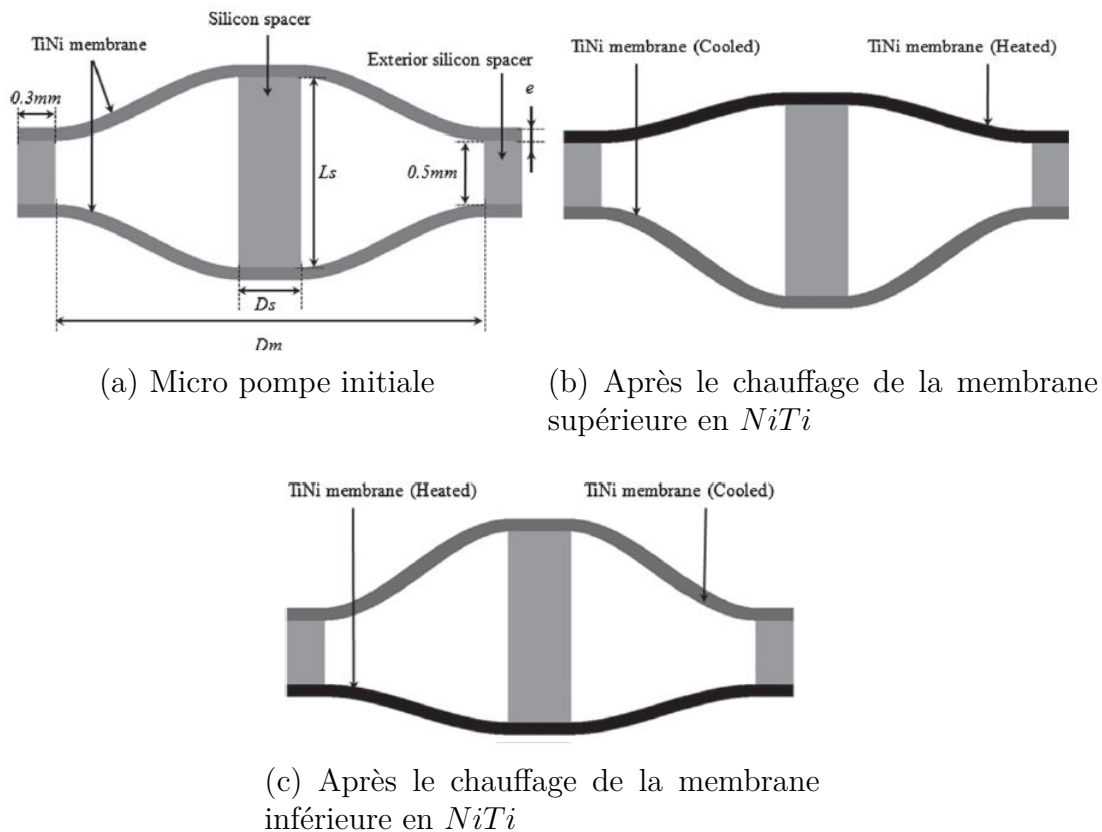 Silicon spacer
TiNi membrane
Exterior silicon spacer
0.3mm
e
Ls
0.5mm
Ds
Dm
TiNi membrane (Cooled)
TiNi membrane (Heated)
(a) Micro pompe initiale
(b) Après le chauffage de la membrane
supérieure en NiTi
TiNi membrane (Heated)
TiNi membrane (Cooled)
(c) Après le chauffage de la membrane
inférieure en NiTi